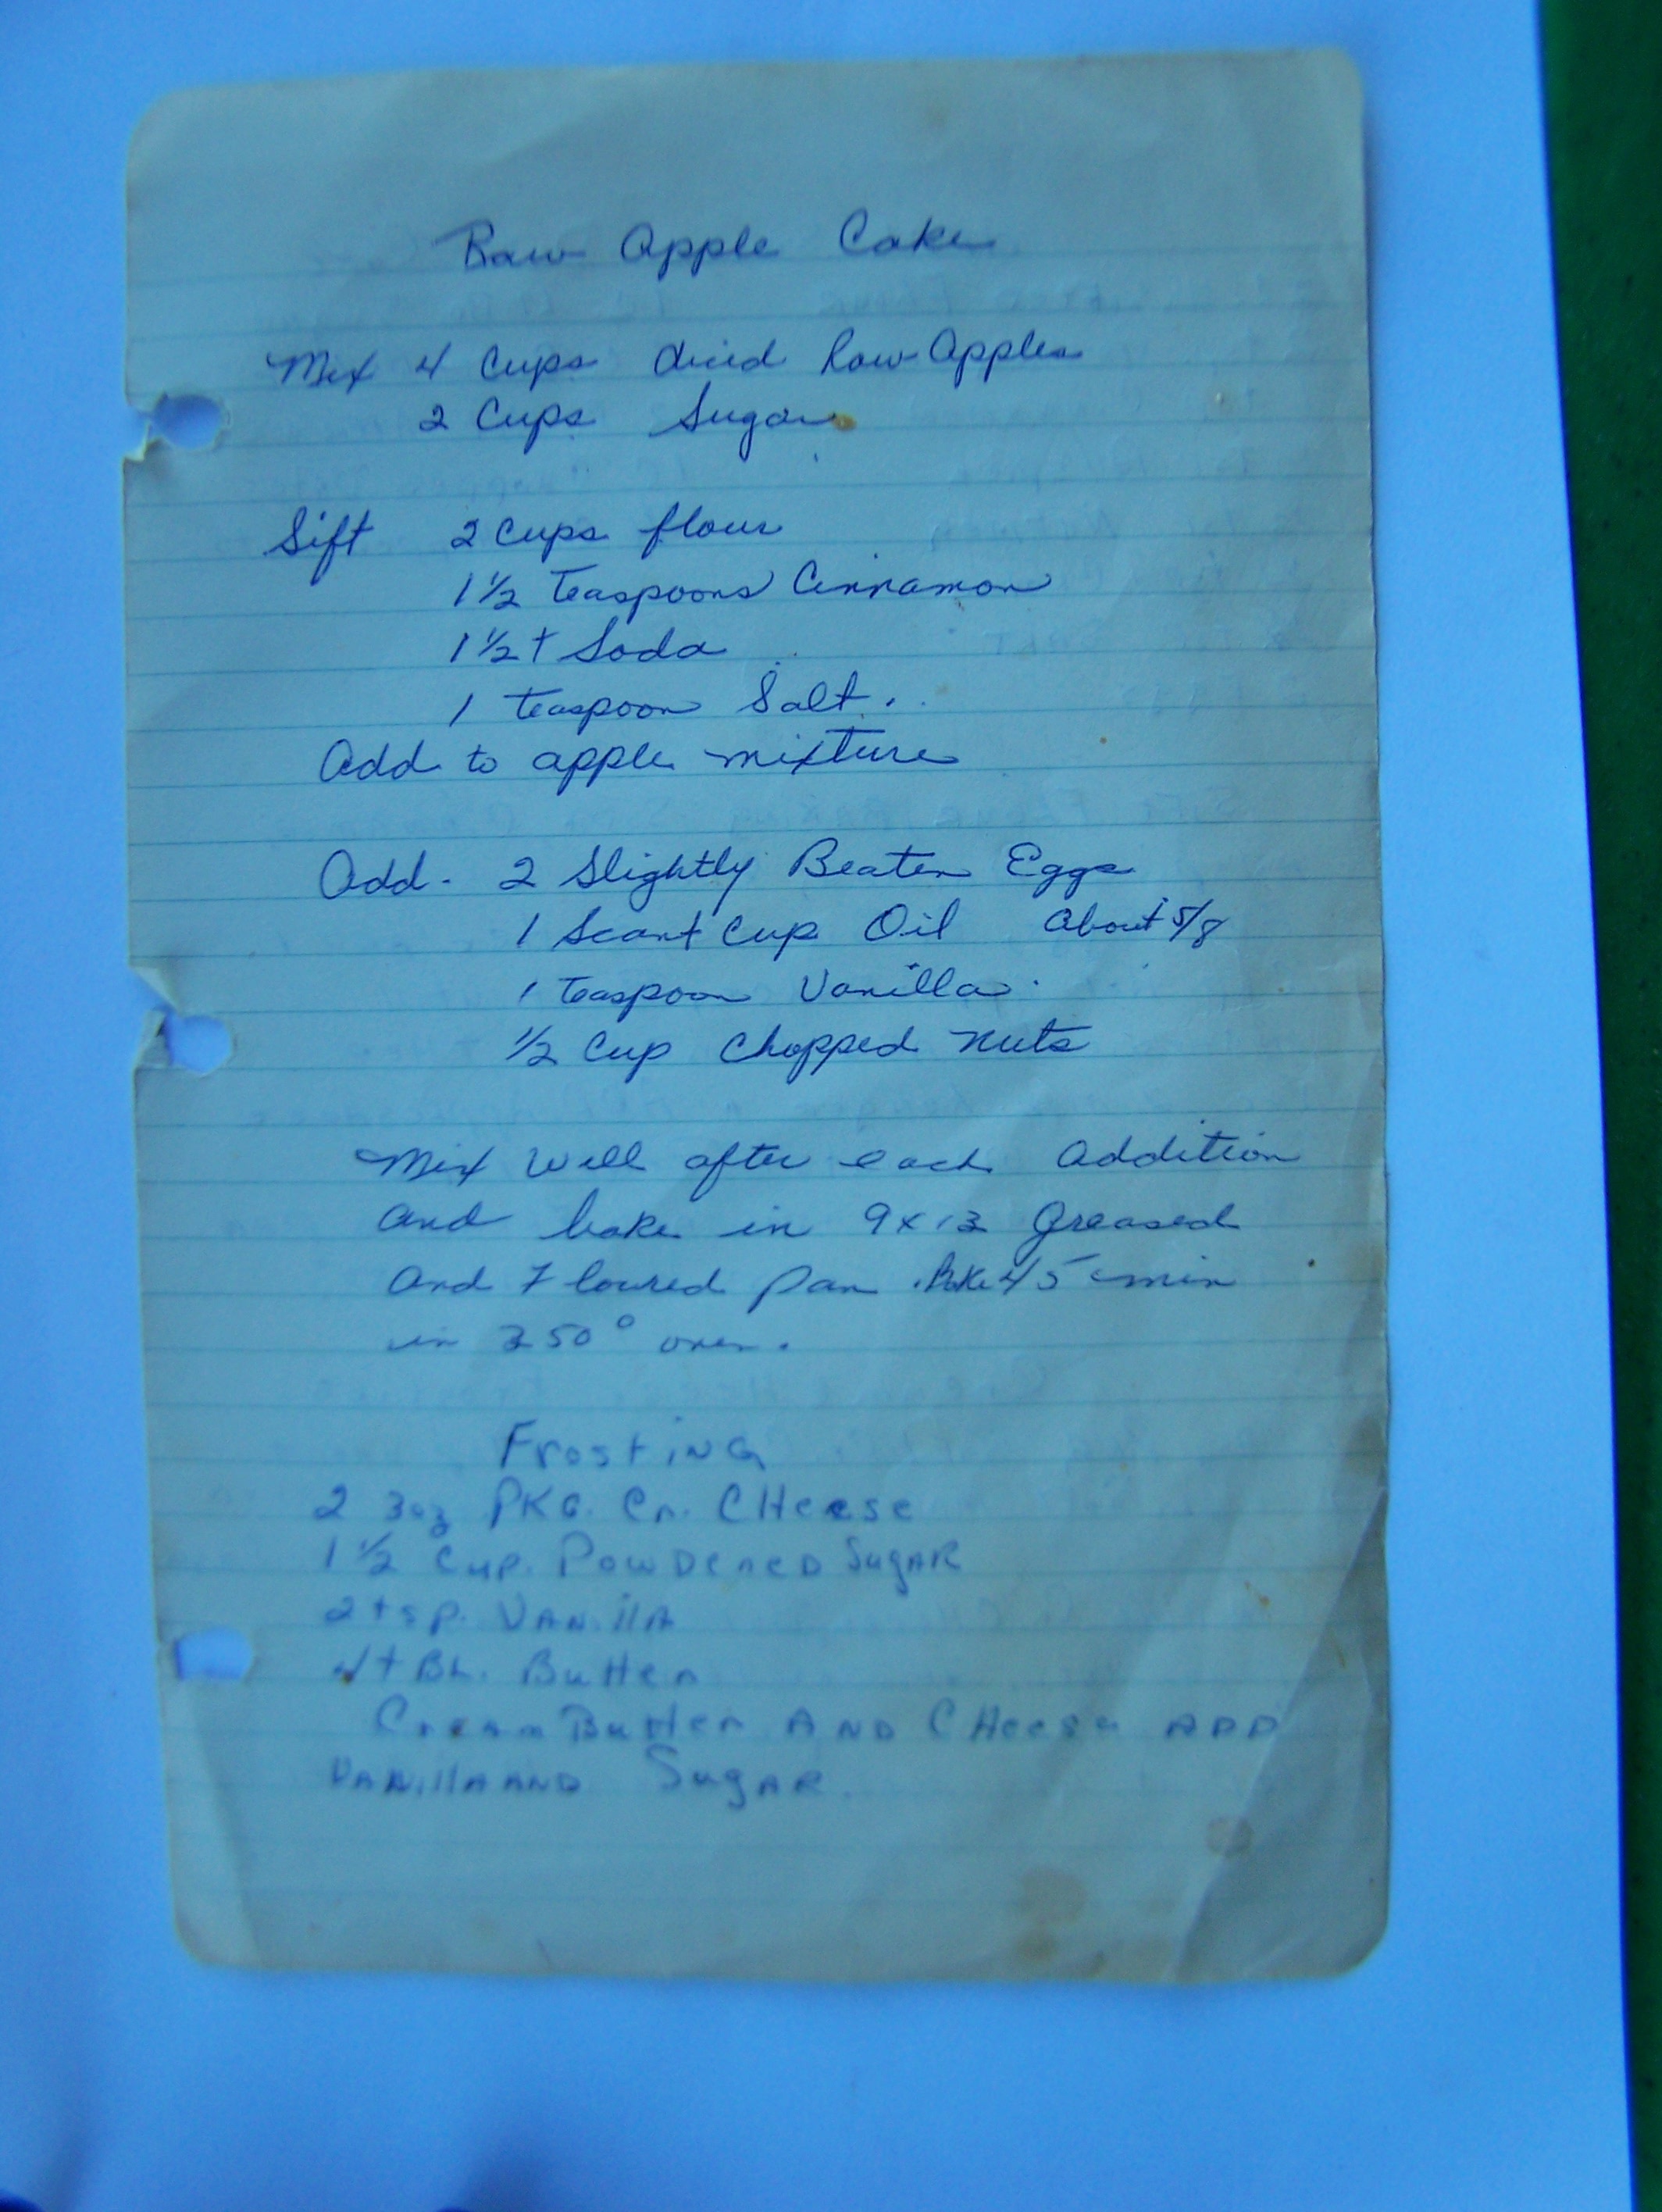 Raw Apple Cake
Mix 4 Cups diced Raw Apples
2 Cups Sugar
Sift 2 Cups flour
1 1/2 Teaspoons Cinnamon
1 1/2 t Soda
1 Teaspoon Salt.
Add to apple mixture
Add. 2 Slightly Beaten Eggs
1 Scant Cup Oil About 5/8
1 Teaspoon Vanilla.
1/2 Cup Chopped Nuts
Mix Well after each Addition
And bake in 9x13 Greased
And Floured Pan. Bake 45 min
in 350° oven.
Frosting
2 3oz PKG. Cr. CHeese
1 1/2 Cup. Powdered Sugar
2 tsp. Vanilla
4 tBL. Butter
Cream Butter AND CHeese ADD
Vanilla AND Sugar.